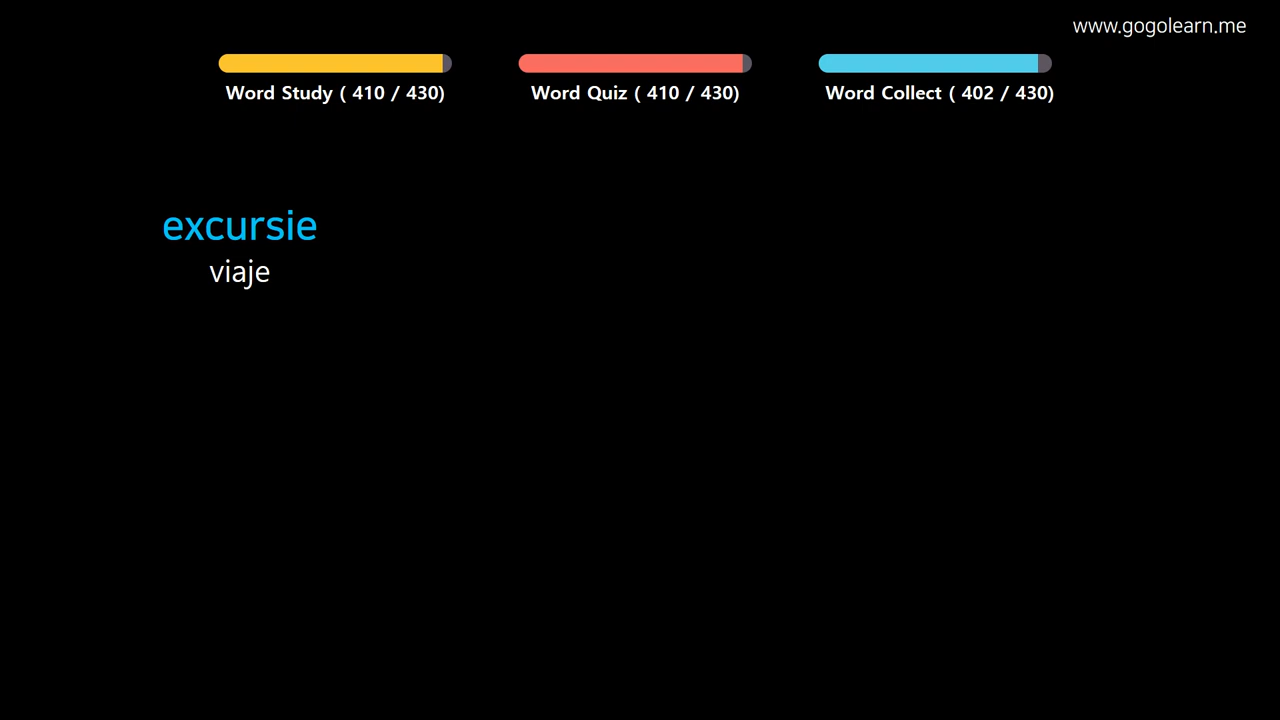 www.gogolearn.me
Word Study ( 410 / 430)
Word Quiz ( 410 / 430)
Word Collect ( 402 / 430)
excursie
viaje